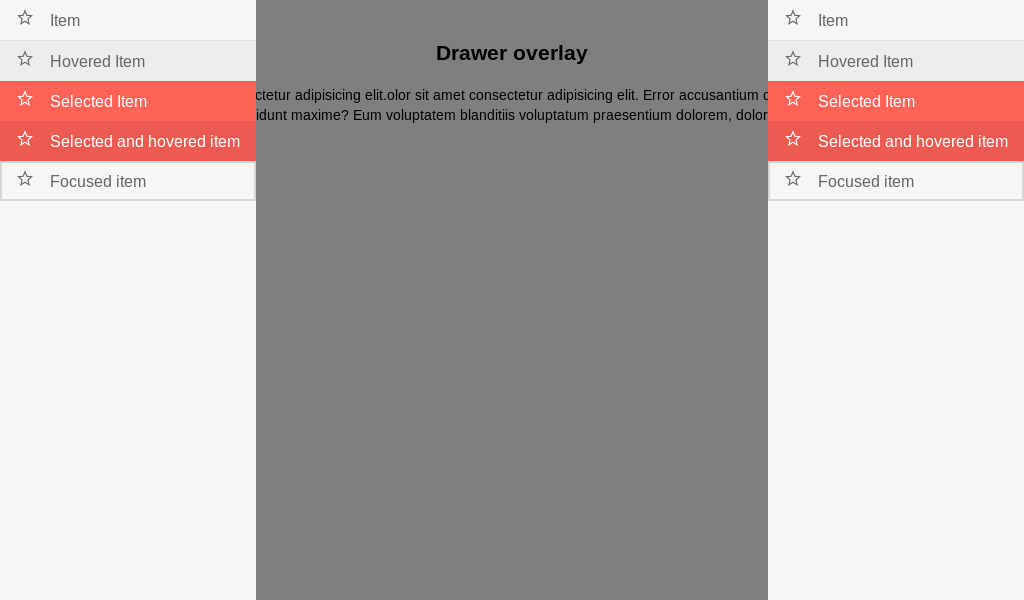 Item
Hovered Item
Selected Item
Selected and hovered item
Focused item
Drawer overlay
ctetur adipisicing elit.olor sit amet consectetur adipisicing elit. Error accusantium
idunt maxime? Eum voluptatem blanditiis voluptatum praesentium dolorem, dolor
Item
Hovered Item
Selected Item
Selected and hovered item
Focused item